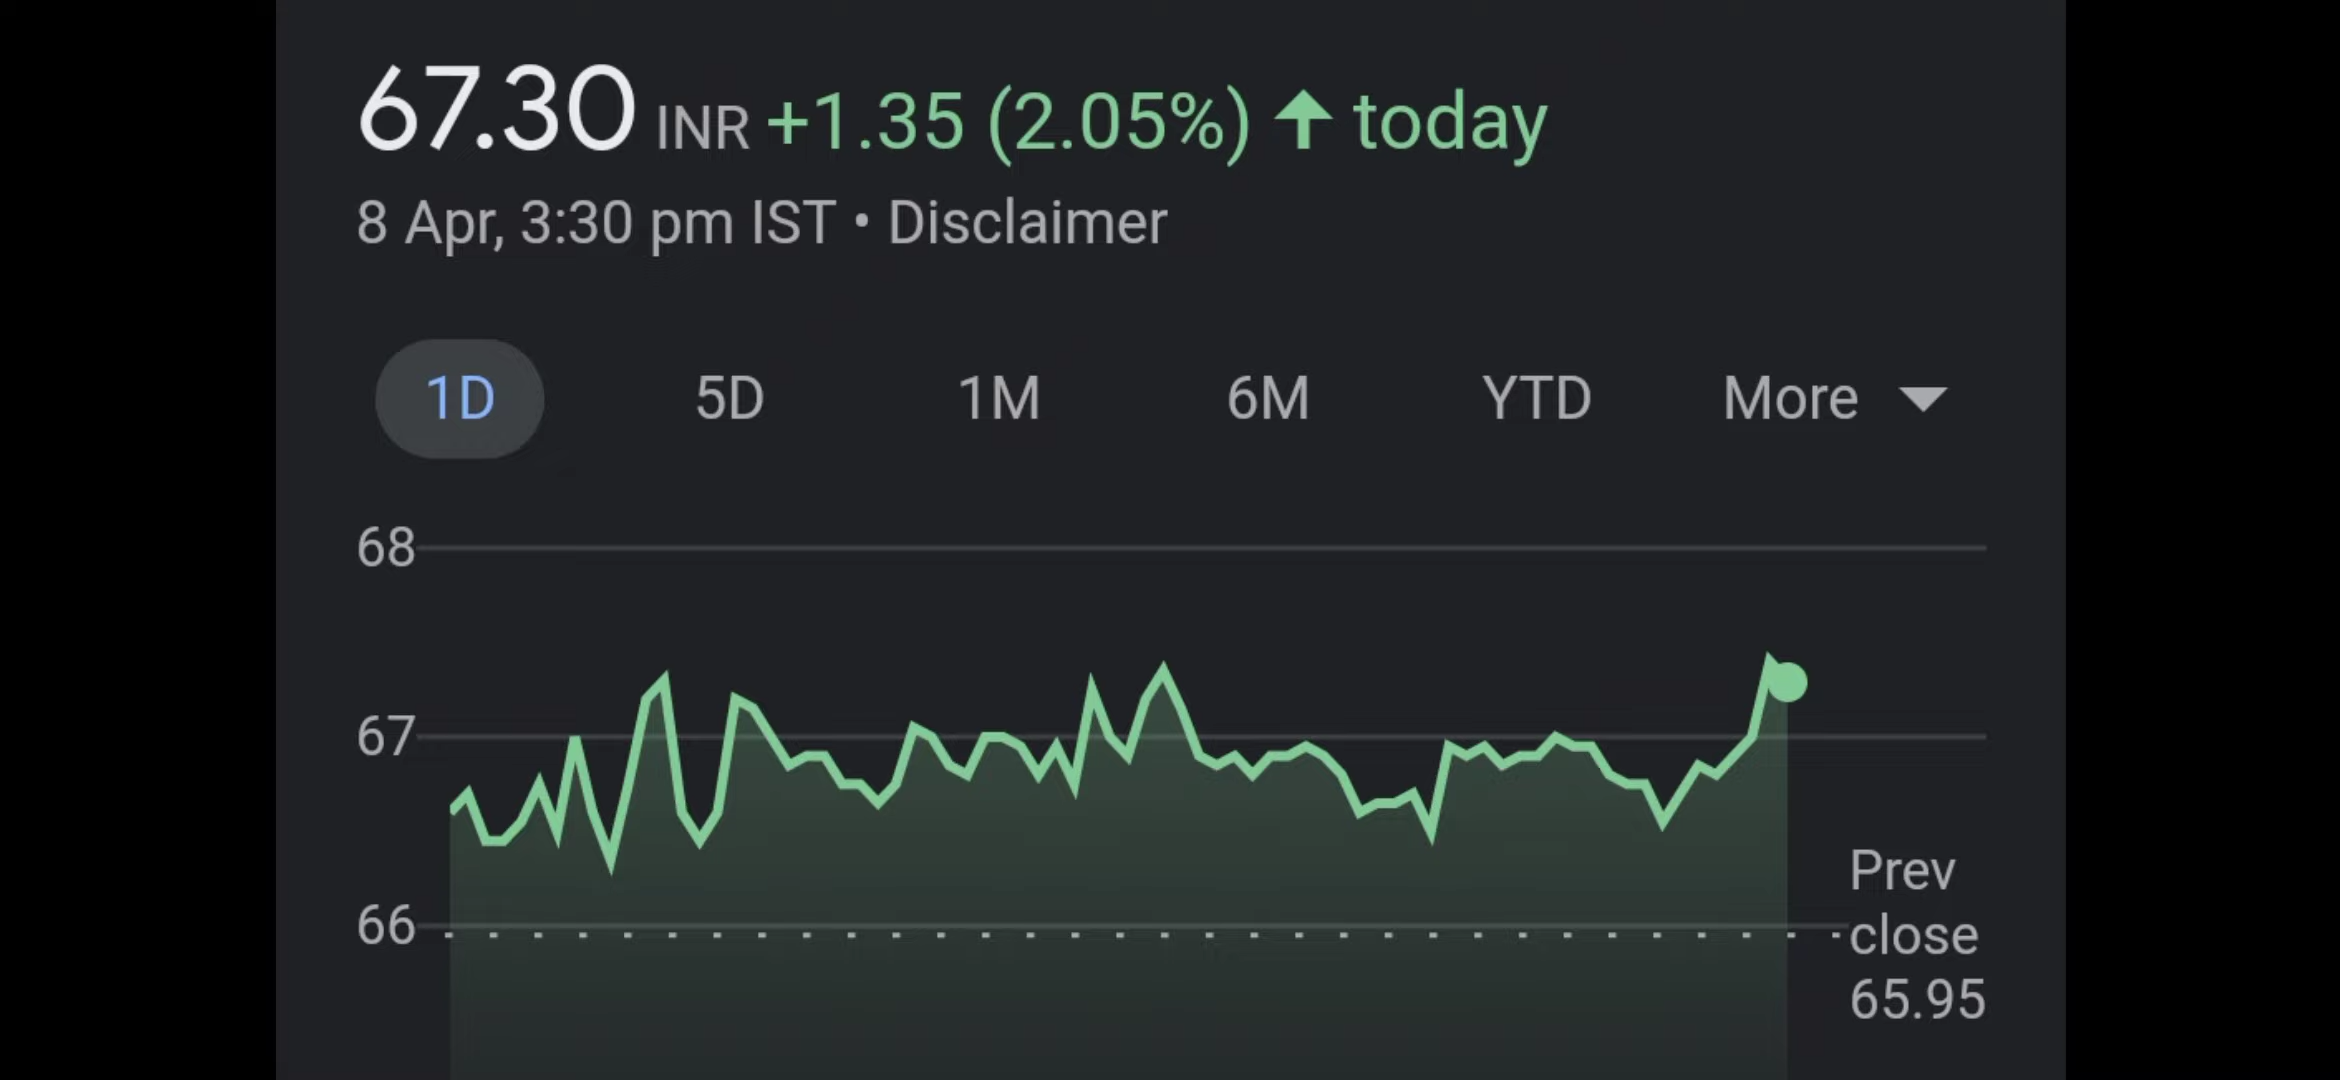 67.30 INR +1.35 (2.05%) ↑ today
8 Apr, 3:30 pm IST • Disclaimer
1D 5D 1M 6M YTD More
68
67
66
Prev
close
65.95